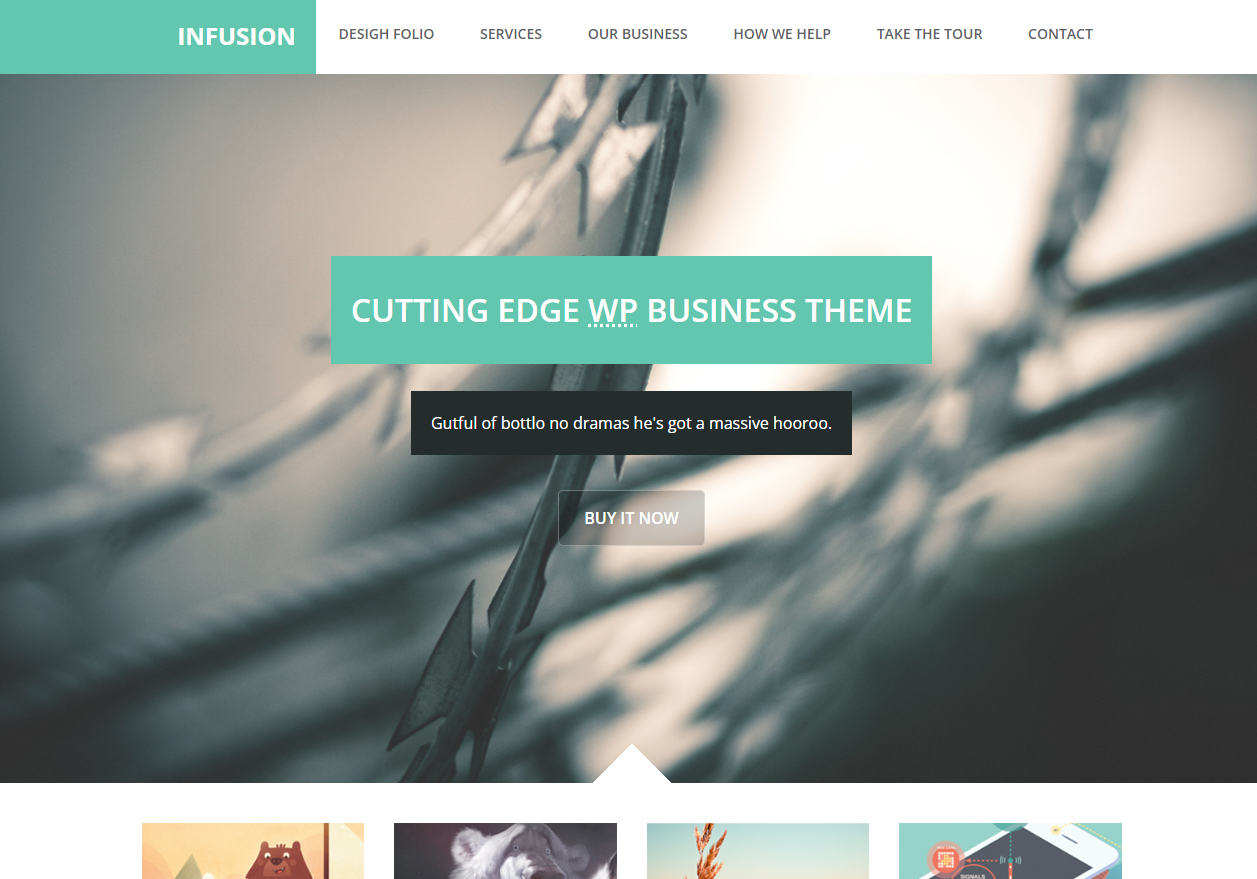 INFUSION
DESIGH FOLIO
SERVICES
OUR BUSINESS
HOW WE HELP
TAKE THE TOUR
CONTACT
CUTTING EDGE WP BUSINESS THEME
Gutful of bottlo no dramas he's got a massive hooroo.
BUY IT NOW
SIGNALS